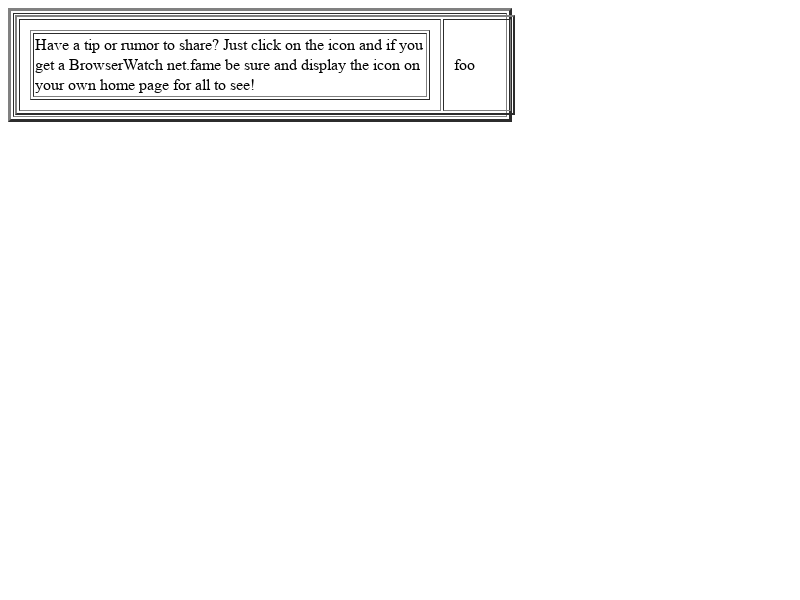 Have a tip or rumor to share? Just click on the icon and if you
get a BrowserWatch net.fame be sure and display the icon on
your own home page for all to see!
foo